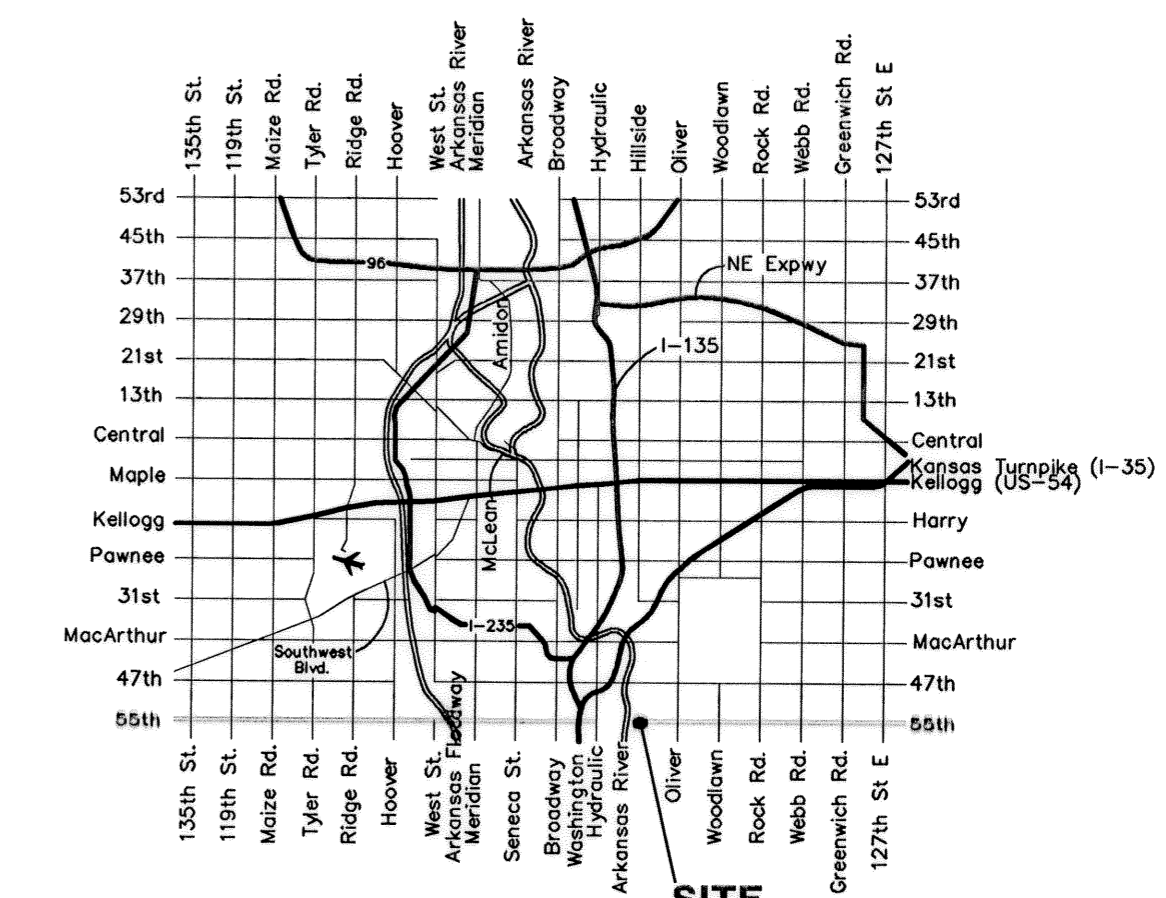 135th St.
119th St.
Maize Rd.
Tyler Rd.
Ridge Rd.
Hoover
West St.
Arkansas River
Meridian
Arkansas River
Broadway
Hydraulic
Hillside
Oliver
Woodlawn
Rock Rd.
Webb Rd.
Greenwich Rd.
127th St E
53rd
45th
37th
29th
21st
13th
Central
Maple
Kellogg
Pawnee
31st
MacArthur
47th
55th
96
NE Expwy
Amidon
I-135
McLean
I-235
Southwest
Blvd.
53rd
45th
37th
29th
21st
13th
Central
Kansas Turnpike (I-35)
Kellogg (US-54)
Harry
Pawnee
31st
MacArthur
47th
55th
135th St.
119th St.
Maize Rd.
Tyler Rd.
Ridge Rd.
Hoover
West St.
Arkansas Floodway
Meridian
Seneca St.
Broadway
Washington
Hydraulic
Arkansas River
Oliver
Woodlawn
Rock Rd.
Webb Rd.
Greenwich Rd.
127th St E
SITE